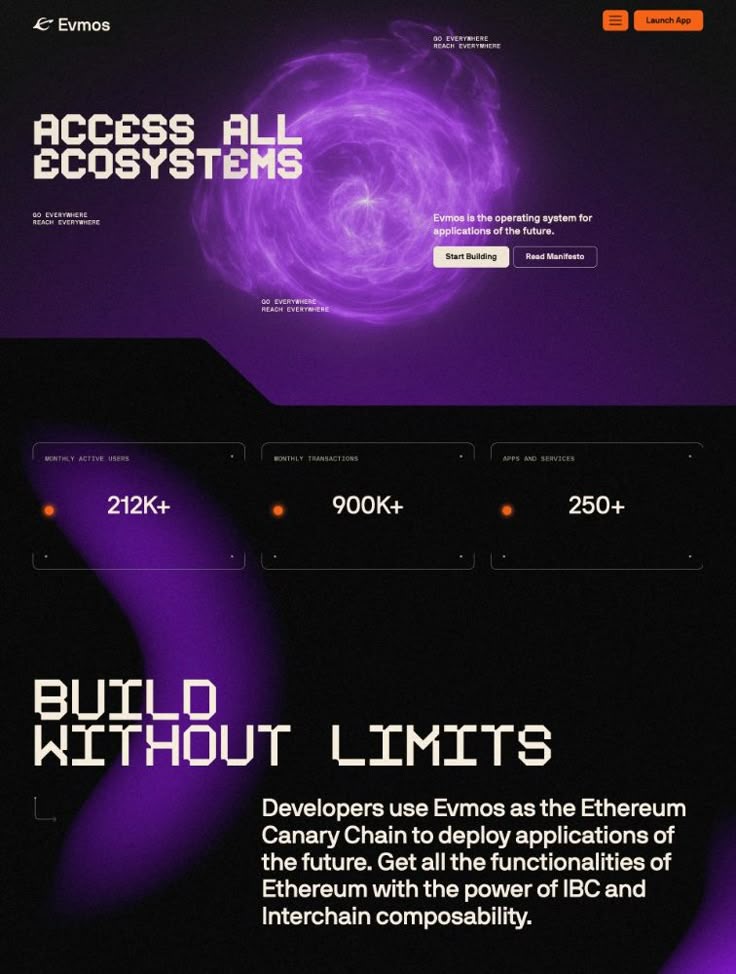 Evmos
Launch App
GO EVERYWHERE
REACH EVERYWHERE
ACCESS ALL
ECOSYSTEMS
GO EVERYWHERE
REACH EVERYWHERE
Evmos is the operating system for
applications of the future.
Start Building
Read Manifesto
GO EVERYWHERE
REACH EVERYWHERE
MONTHLY ACTIVE USERS
212K+
MONTHLY TRANSACTIONS
900K+
APPS AND SERVICES
250+
BUILD
WITHOUT LIMITS
Developers use Evmos as the Ethereum
Canary Chain to deploy applications of
the future. Get all the functionalities of
Ethereum with the power of IBC and
Interchain composability.